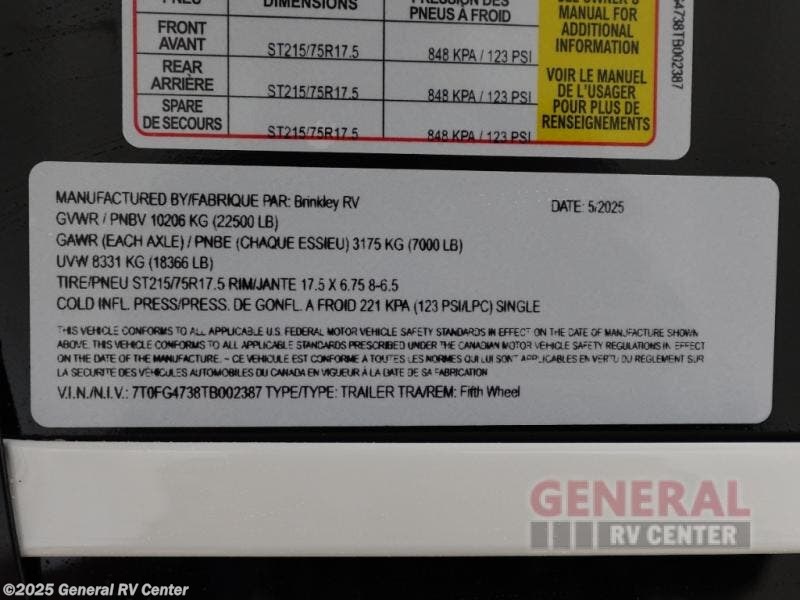 PNEU DIMENSIONS PRESSION DES PNEUS À FROID
FRONT AVANT ST215/75R17.5 848 KPA / 123 PSI
REAR ARRIÈRE ST215/75R17.5 848 KPA / 123 PSI
SPARE DE SECOURS ST215/75R17.5 848 KPA / 123 PSI
SEE OWNER'S
MANUAL FOR
ADDITIONAL
INFORMATION
VOIR LE MANUEL
DE L'USAGER
POUR PLUS DE
RENSEIGNEMENTS
4738TB002387
MANUFACTURED BY/FABRIQUE PAR: Brinkley RV DATE: 5/2025
GVWR / PNBV 10206 KG (22500 LB)
GAWR (EACH AXLE) / PNBE (CHAQUE ESSIEU) 3175 KG (7000 LB)
UVW 8331 KG (18366 LB)
TIRE/PNEU ST215/75R17.5 RIM/JANTE 17.5 X 6.75 8-6.5
COLD INFL. PRESS/PRESS. DE GONFL. A FROID 221 KPA (123 PSI/LPC) SINGLE
THIS VEHICLE CONFORMS TO ALL APPLICABLE U.S. FEDERAL MOTOR VEHICLE SAFETY STANDARDS IN EFFECT ON THE DATE OF MANUFACTURE SHOWN
ABOVE. THIS VEHICLE CONFORMS TO ALL APPLICABLE STANDARDS PRESCRIBED UNDER THE CANADIAN MOTOR VEHICLE SAFETY REGULATIONS IN EFFECT
ON THE DATE OF THE MANUFACTURE. - CE VEHICULE EST CONFORME A TOUTES LES NORMES QUI LUI SONT APPLICABLES EN VERTU DU REGLEMENT SUR
LA SECURITE DES VÉHICULES AUTOMOBILES DU CANADA EN VIGUEUR À LA DATE DE SA FABRICATION
V.I.N./N.I.V.: 7T0FG4738TB002387 TYPE/TYPE: TRAILER TRA/REM: Fifth Wheel
GENERAL
RV CENTER
©2025 General RV Center